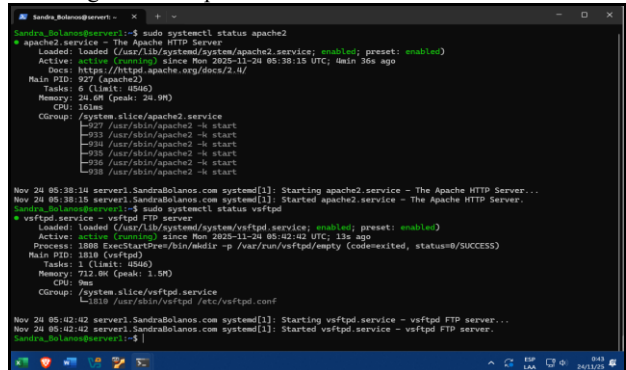 Sandra_Bolanos@server1: ~
Sandra_Bolanos@server1:~$ sudo systemctl status apache2
● apache2.service - The Apache HTTP Server
Loaded: loaded (/usr/lib/systemd/system/apache2.service; enabled; preset: enabled)
Active: active (running) since Mon 2025-11-24 05:38:15 UTC; 4min 36s ago
Docs: https://httpd.apache.org/docs/2.4/
Main PID: 927 (apache2)
Tasks: 6 (limit: 4546)
Memory: 24.6M (peak: 24.9M)
CPU: 161ms
CGroup: /system.slice/apache2.service
├─927 /usr/sbin/apache2 -k start
├─933 /usr/sbin/apache2 -k start
├─934 /usr/sbin/apache2 -k start
├─935 /usr/sbin/apache2 -k start
├─936 /usr/sbin/apache2 -k start
└─938 /usr/sbin/apache2 -k start
Nov 24 05:38:14 server1.SandraBolanos.com systemd[1]: Starting apache2.service - The Apache HTTP Server...
Nov 24 05:38:15 server1.SandraBolanos.com systemd[1]: Started apache2.service - The Apache HTTP Server.
Sandra_Bolanos@server1:~$ sudo systemctl status vsftpd
● vsftpd.service - vsftpd FTP server
Loaded: loaded (/usr/lib/systemd/system/vsftpd.service; enabled; preset: enabled)
Active: active (running) since Mon 2025-11-24 05:42:42 UTC; 13s ago
Process: 1808 ExecStartPre=/bin/mkdir -p /var/run/vsftpd/empty (code=exited, status=0/SUCCESS)
Main PID: 1810 (vsftpd)
Tasks: 1 (limit: 4546)
Memory: 712.0K (peak: 1.5M)
CPU: 9ms
CGroup: /system.slice/vsftpd.service
└─1810 /usr/sbin/vsftpd /etc/vsftpd.conf
Nov 24 05:42:42 server1.SandraBolanos.com systemd[1]: Starting vsftpd.service - vsftpd FTP server...
Nov 24 05:42:42 server1.SandraBolanos.com systemd[1]: Started vsftpd.service - vsftpd FTP server.
Sandra_Bolanos@server1:~$
ESP
LAA
0:43
24/11/25